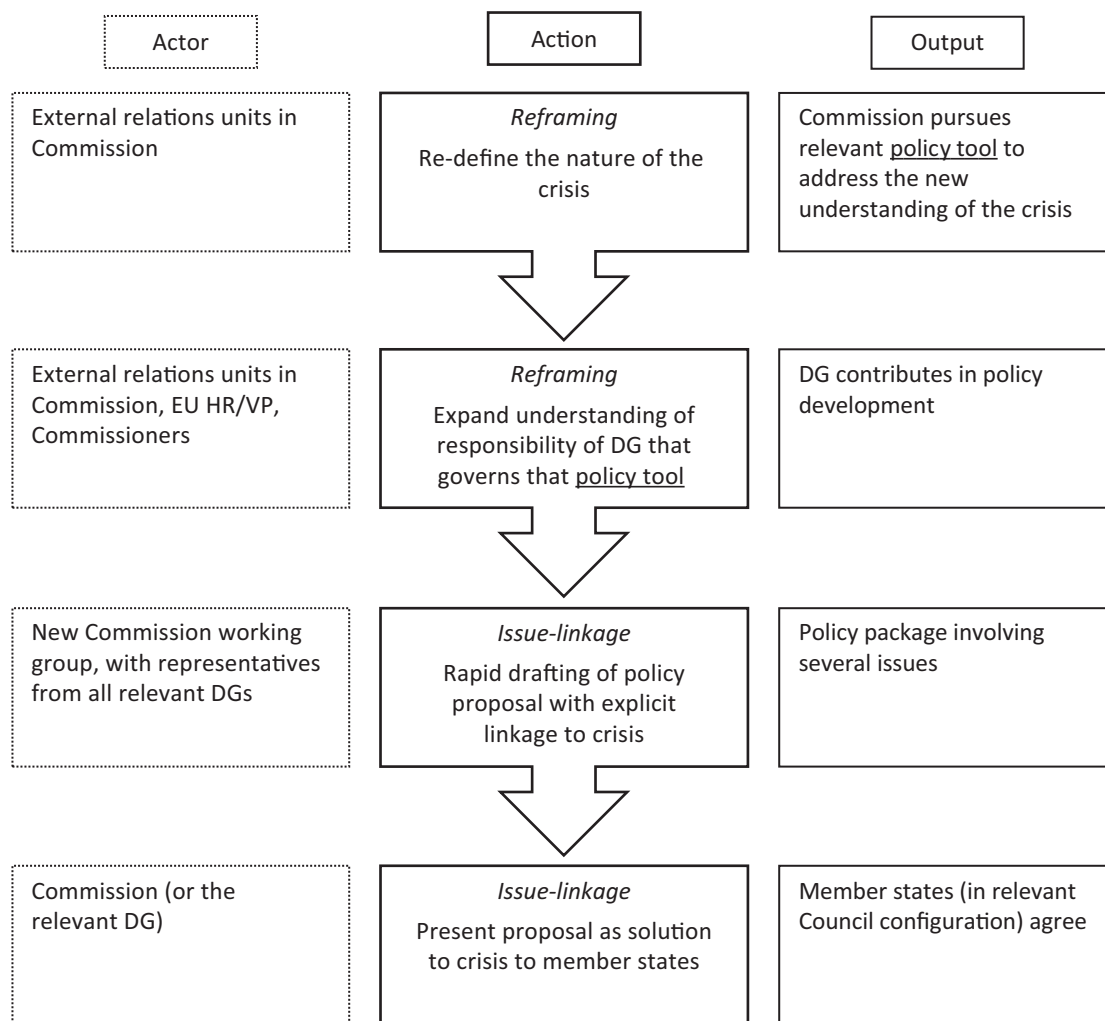 Actor
Action
Output
External relations units in
Commission
Reframing
Re-define the nature of the
crisis
Commission pursues
relevant policy tool to
address the new
understanding of the crisis
External relations units in
Commission, EU HR/VP,
Commissioners
Reframing
Expand understanding of
responsibility of DG that
governs that policy tool
DG contributes in policy
development
New Commission working
group, with representatives
from all relevant DGs
Issue-linkage
Rapid drafting of policy
proposal with explicit
linkage to crisis
Policy package involving
several issues
Commission (or the
relevant DG)
Issue-linkage
Present proposal as solution
to crisis to member states
Member states (in relevant
Council configuration) agree